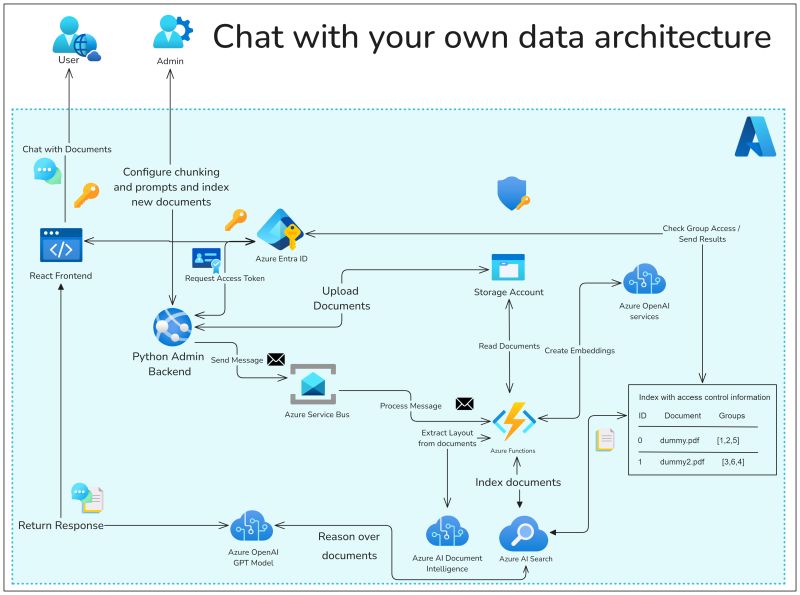 Chat with your own data architecture
User
Admin
Chat with Documents
Configure chunking
and prompts and index
new documents
Check Group Access /
Send Results
React Frontend
Azure Entra ID
Request Access Token
Storage Account
Upload
Documents
Azure OpenAI
services
Python Admin
Backend
Send Message
Read Documents
Create Embeddings
Azure Service Bus
Process Message
Extract Layout
from documents
Azure Functions
Index with access control information
ID Document Groups
0 dummy.pdf [1,2,5]
1 dummy2.pdf [3,6,4]
Index documents
Return Response
Azure OpenAI
GPT Model
Reason over
documents
Azure AI Document
Intelligence
Azure AI Search